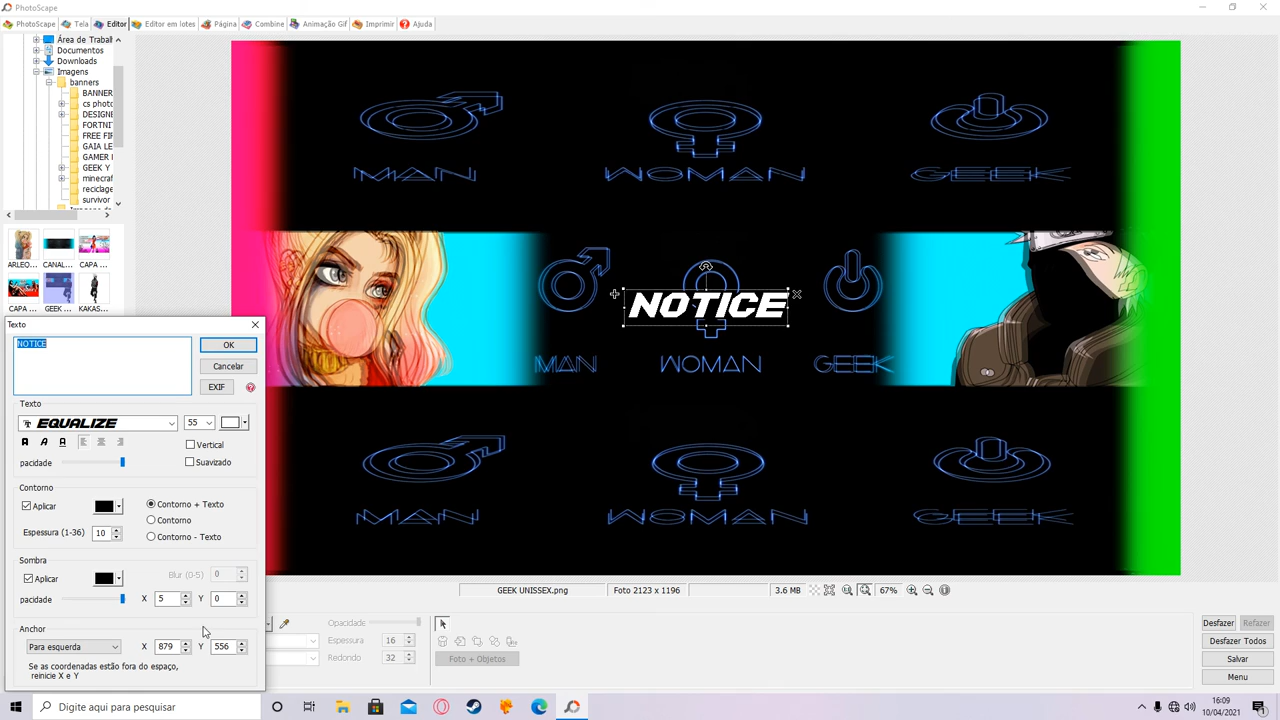 PhotoScape
PhotoScape Tela Editor Editor em lotes Página Combine Animação Gif Imprimir Ajuda
Área de Trabal
Documentos
Downloads
Imagens
banners
BANNER
cs photo
DESIGNE
FORTNIT
FREE FIR
GAIA LE
GAMER I
GEEK Y
minecraf
reciclage
survivor
ARLEQ... CANAL... CAPA ...
CAPA ... GEEK ... KAKAS...
MAN WOMAN GEEK
NOTICE
MAN WOMAN GEEK
MAN WOMAN GEEK
Texto
NOTICE
OK
Cancelar
EXIF
Texto
EQUALIZE 55
A A A
Vertical
pacidade Suavizado
Contorno
Aplicar Contorno + Texto
Contorno
Espessura (1-36) 10 Contorno - Texto
Sombra
Aplicar Blur (0-5) 0
pacidade X 5 Y 0
Anchor
Para esquerda X 879 Y 556
Se as coordenadas estão fora do espaço,
reinicie X e Y
GEEK UNISSEX.png Foto 2123 x 1196 3.6 MB 67%
Opacidade
Espessura 16
Redondo 32
Foto + Objetos
Desfazer Refazer
Desfazer Todos
Salvar
Menu
Digite aqui para pesquisar
16:09
10/04/2021